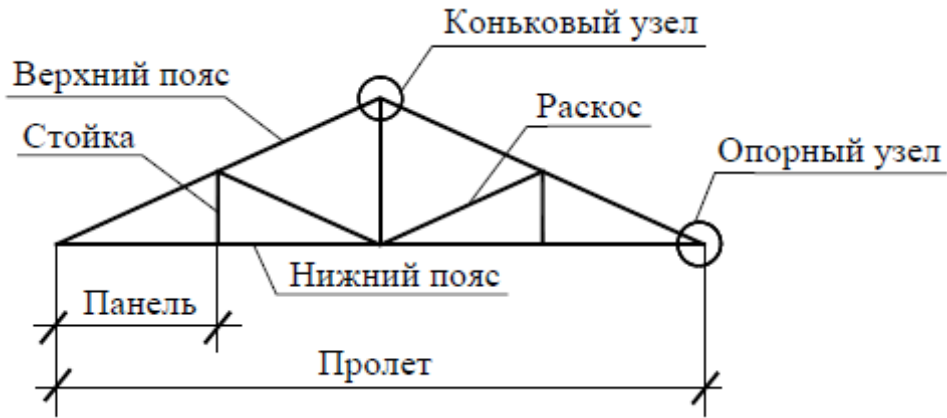 Коньковый узел
Верхний пояс
Раскос
Стойка
Опорный узел
Нижний пояс
Панель
Пролет